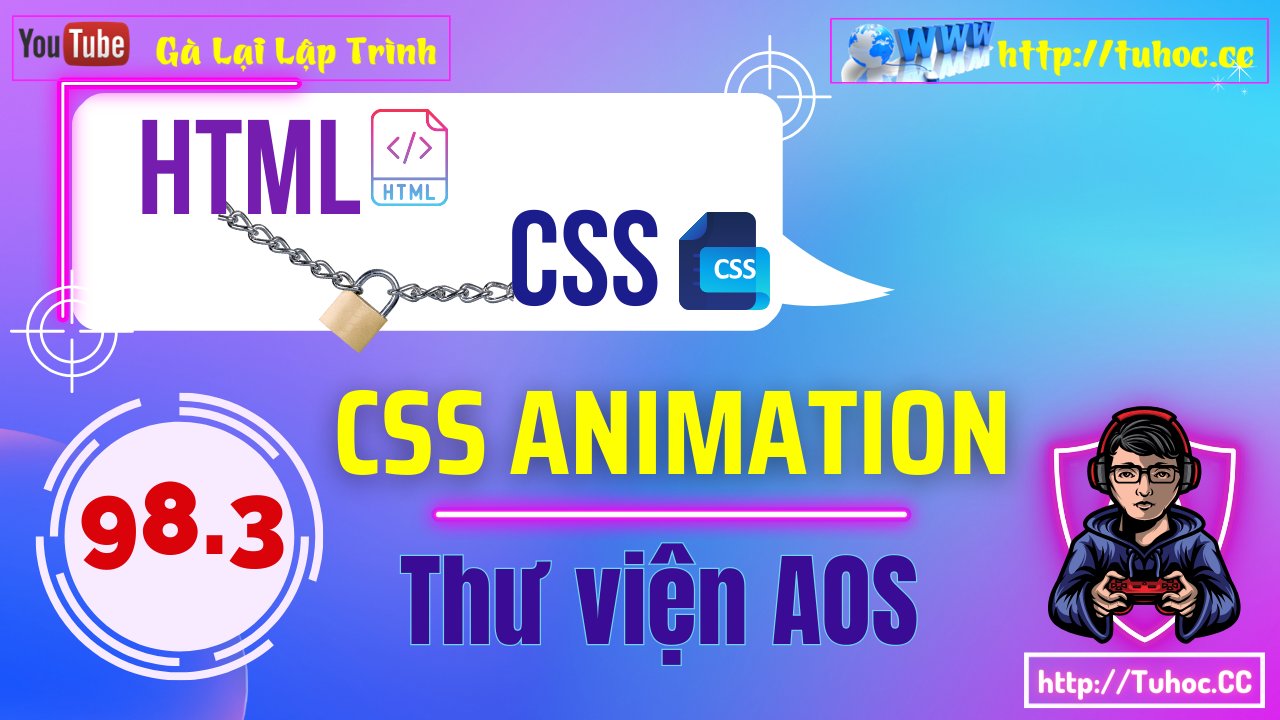 YouTube Gà Lại Lập Trình
WWW http://tuhoc.cc
HTML
HTML
CSS
CSS
CSS ANIMATION
98.3
Thư viện AOS
http://Tuhoc.CC